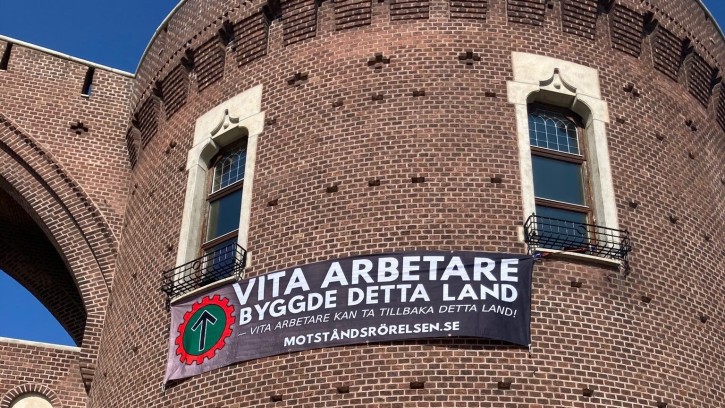 VITA ARBETARE
BYGGDE DETTA LAND
— VITA ARBETARE KAN TA TILLBAKA DETTA LAND!
MOTSTÅNDSRÖRELSEN.SE